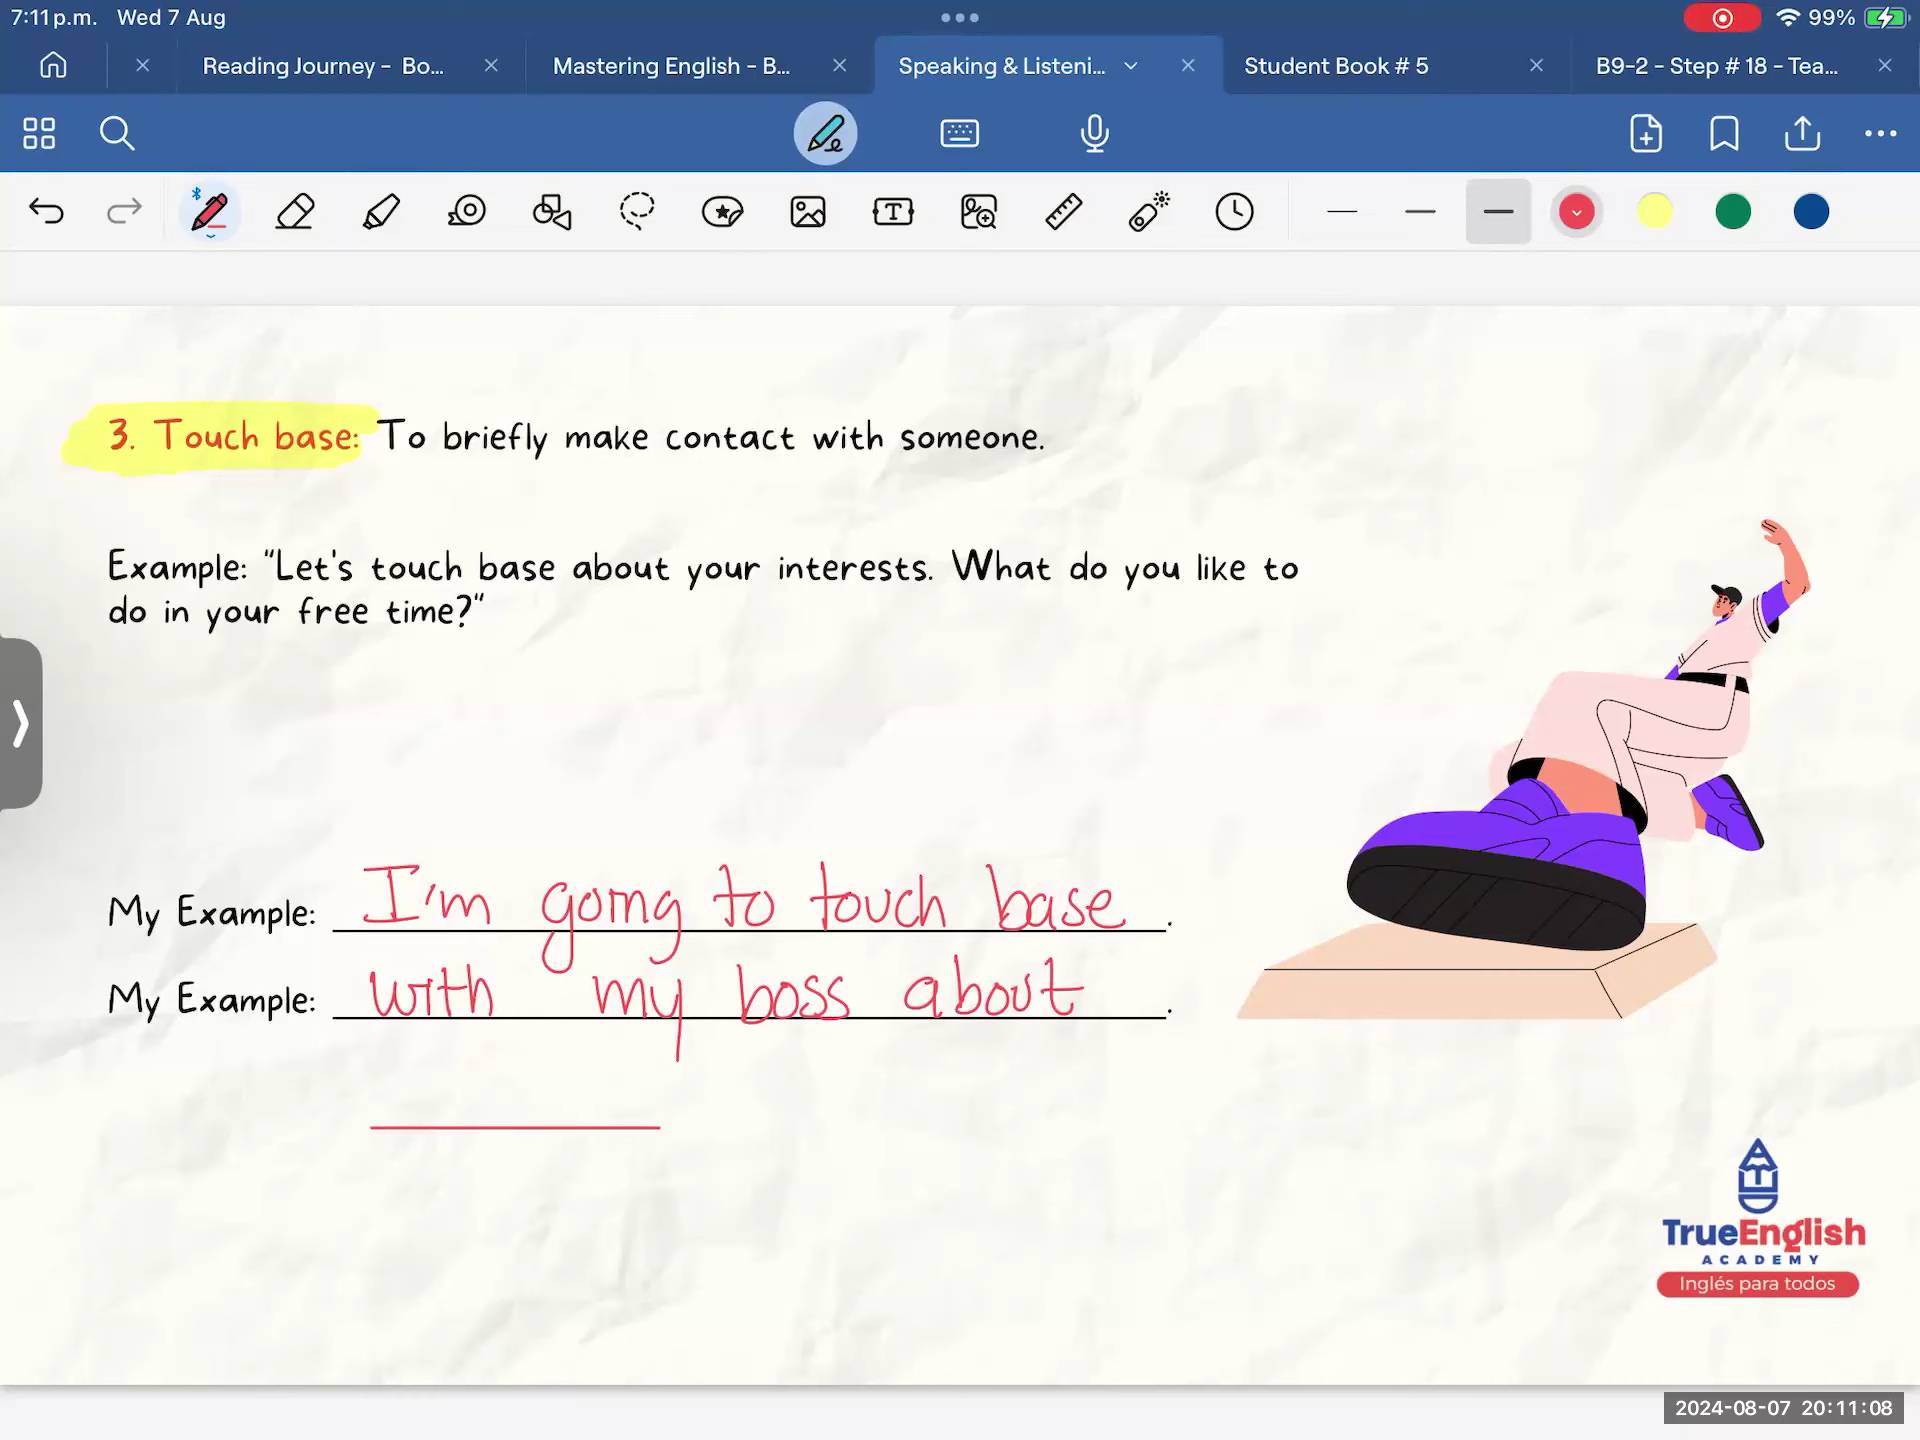 7:11 p.m. Wed 7 Aug
99%
Reading Journey - Bo...
Mastering English - B...
Speaking & Listeni...
Student Book # 5
B9-2 - Step # 18 - Tea...
3. Touch base: To briefly make contact with someone.
Example: "Let's touch base about your interests. What do you like to
do in your free time?"
My Example: I'm going to touch base.
My Example: with my boss about.
TrueEnglish
ACADEMY
Inglés para todos
2024-08-07 20:11:08